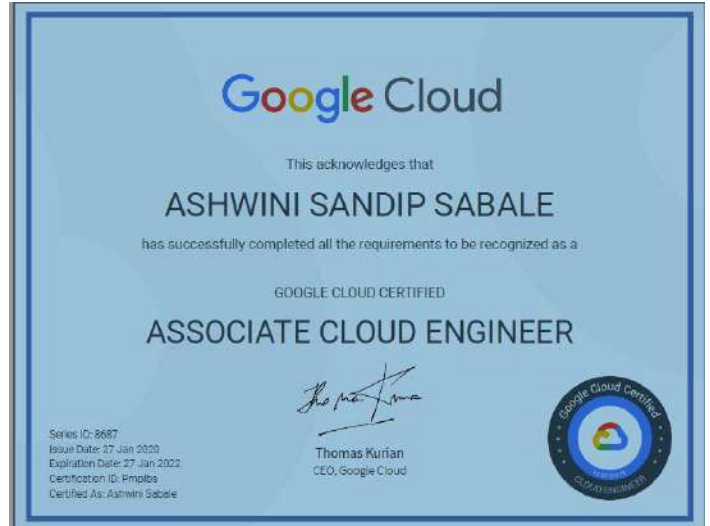 Google Cloud
This acknowledges that
ASHWINI SANDIP SABALE
has successfully completed all the requirements to be recognized as a
GOOGLE CLOUD CERTIFIED
ASSOCIATE CLOUD ENGINEER
Series ID: 8687
Issue Date: 27 Jan 2020
Expiration Date: 27 Jan 2022
Certification ID: Pmplbs
Certified As: Ashwini Sabale
Thomas Kurian
CEO, Google Cloud
Google Cloud Certified
ASSOCIATE
CLOUD ENGINEER